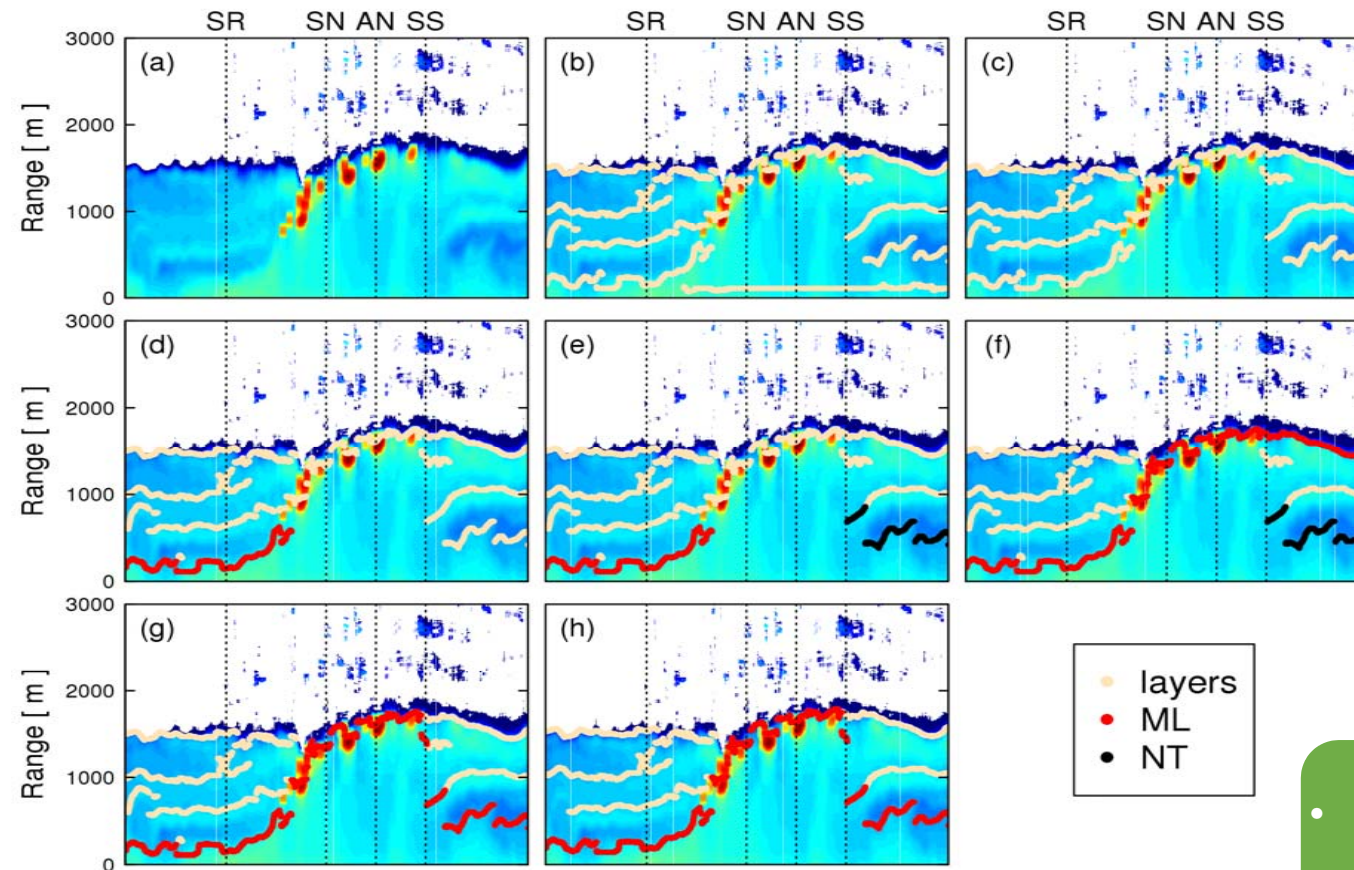 SR SN AN SS SR SN AN SS SR SN AN SS
3000
(a) (b) (c)
2000
Range [ m ]
1000
0
3000
(d) (e) (f)
2000
Range [ m ]
1000
0
3000
(g) (h)
2000
Range [ m ]
1000
0
layers
ML
NT